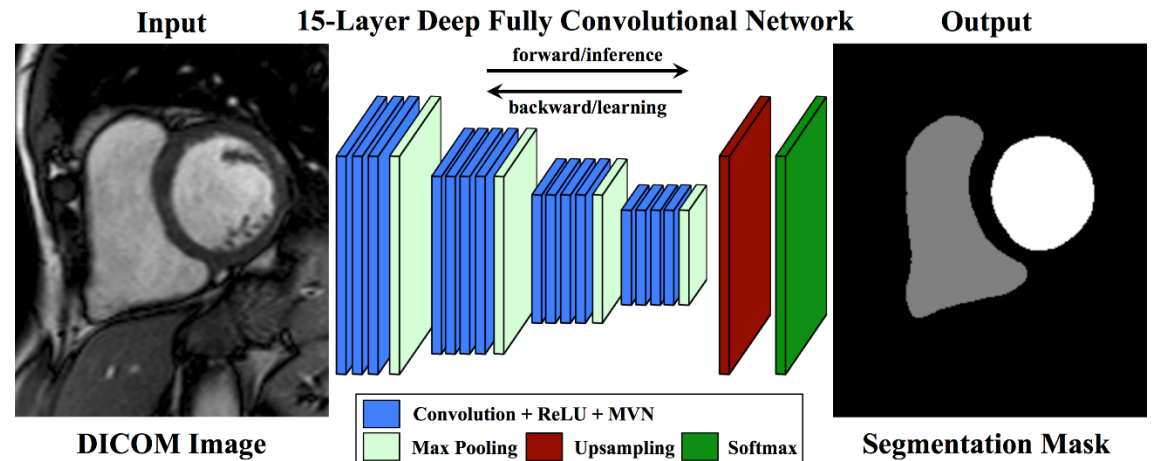 Input
15-Layer Deep Fully Convolutional Network
Output
forward/inference
backward/learning
Convolution + ReLU + MVN
Max Pooling
Upsampling
Softmax
DICOM Image
Segmentation Mask